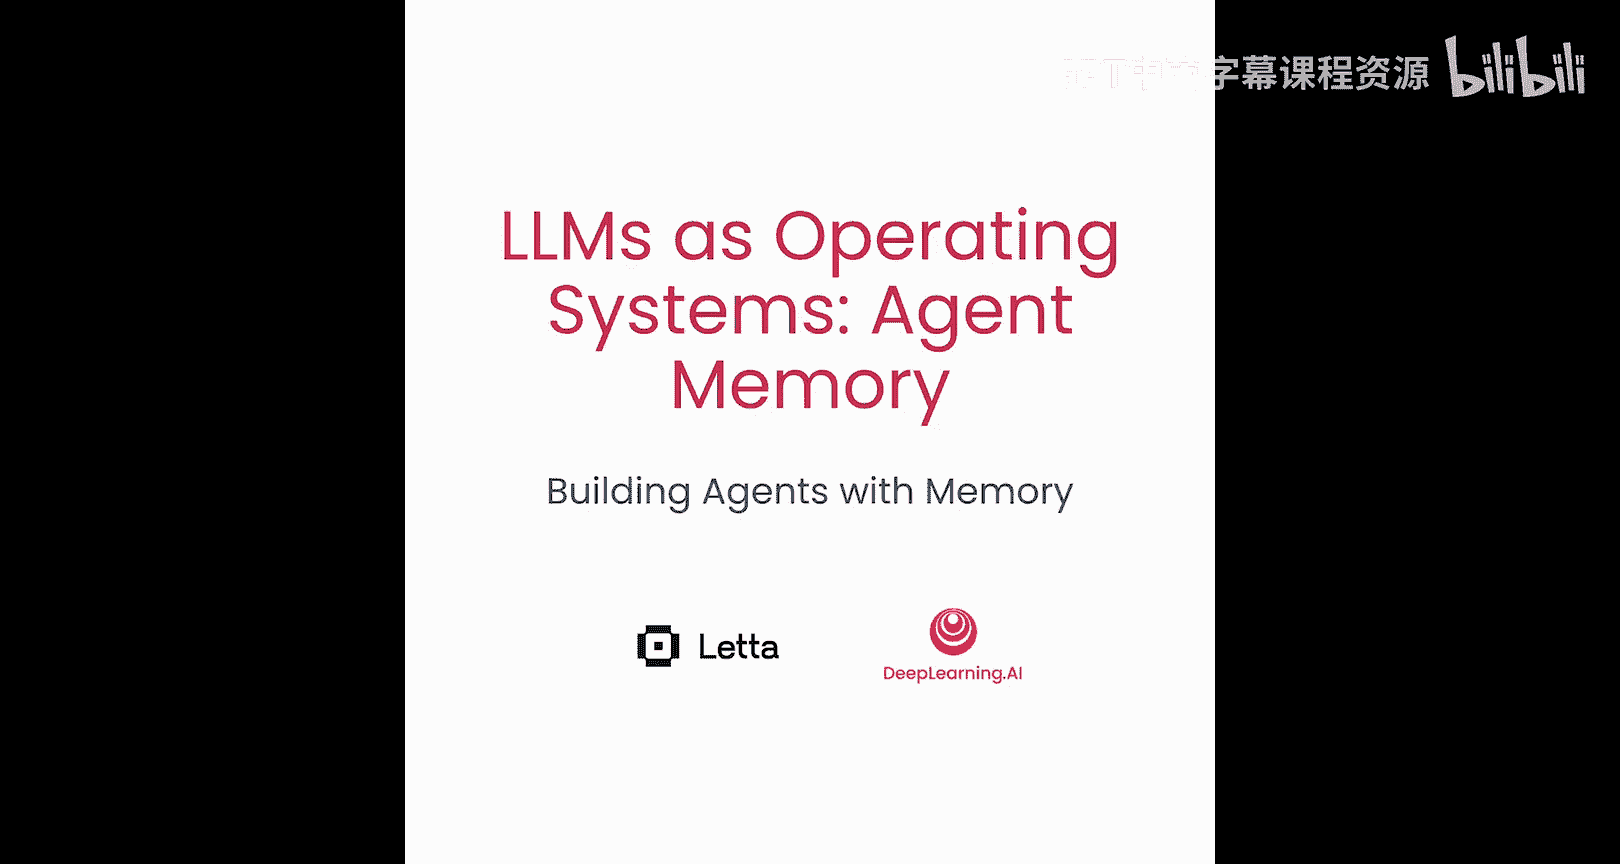 字幕课程资源 bilibili
LLMs as Operating
Systems: Agent
Memory
Building Agents with Memory
Letta
DeepLearning.AI